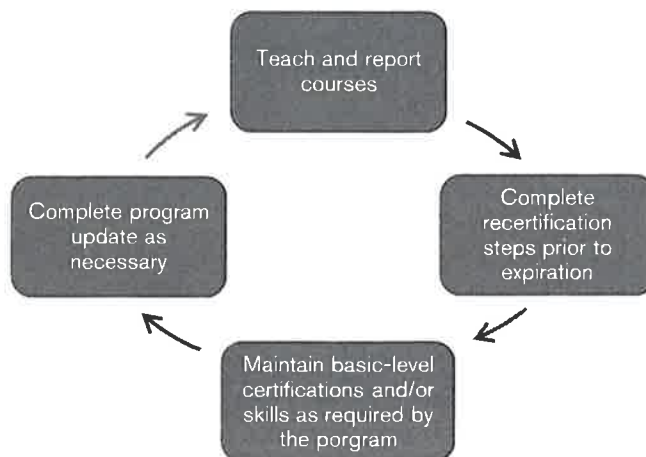 Teach and report
courses
Complete
recertification
steps prior to
expiration
Maintain basic-level
certifications and/or
skills as required by
the porgram
Complete program
update as
necessary